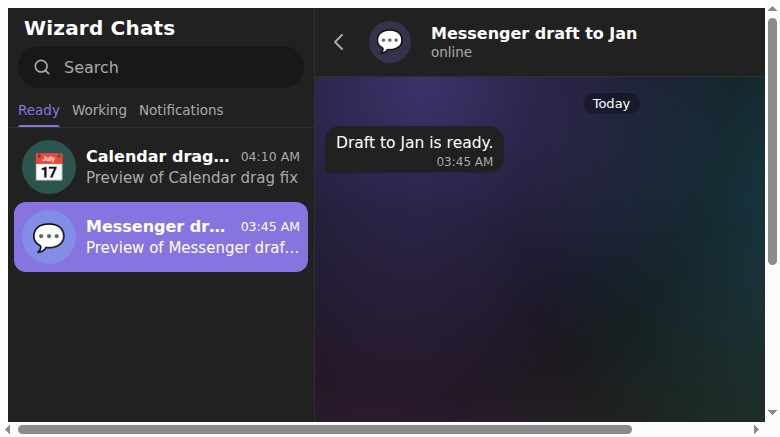 Wizard Chats
Search
Ready Working Notifications
Calendar drag… 04:10 AM
Preview of Calendar drag fix
Messenger dr… 03:45 AM
Preview of Messenger draf…
July
17
Messenger draft to Jan
online
Today
Draft to Jan is ready.
03:45 AM